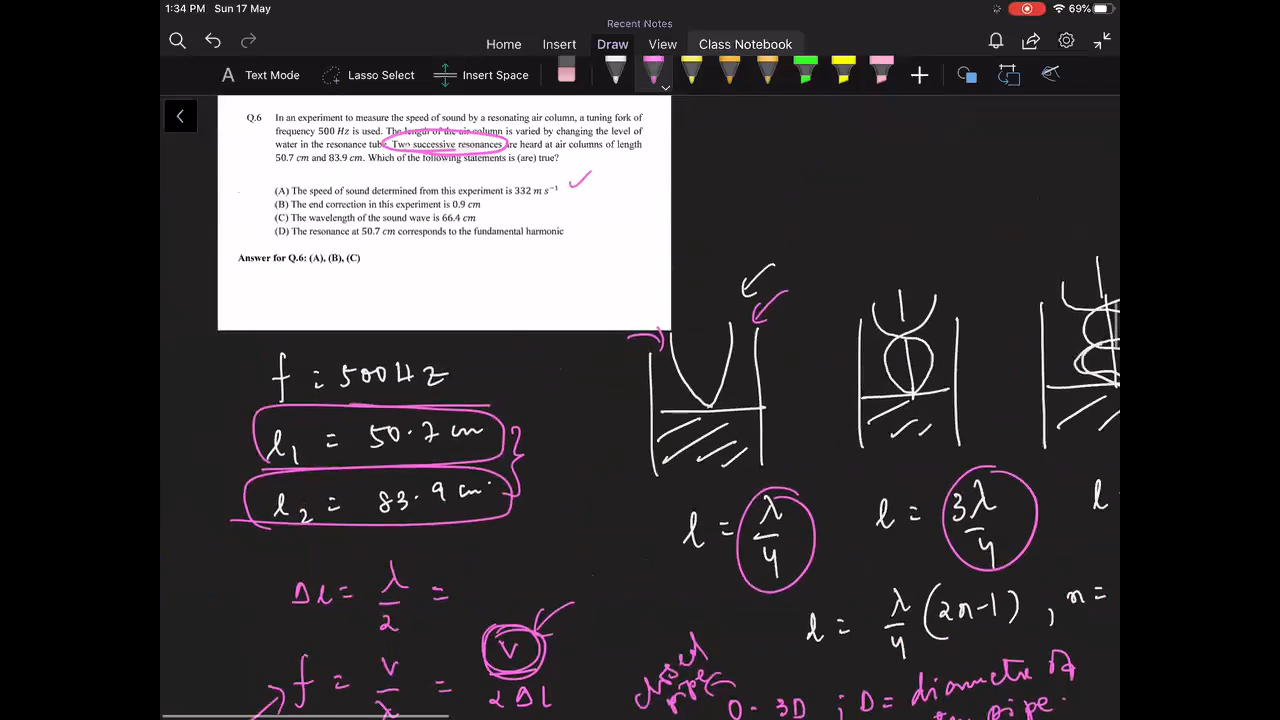 1:34 PM Sun 17 May
69%
Recent Notes
Home Insert Draw View Class Notebook
A Text Mode Lasso Select Insert Space
Q.6 In an experiment to measure the speed of sound by a resonating air column, a tuning fork of
frequency 500 Hz is used. The length of the air column is varied by changing the level of
water in the resonance tube. Two successive resonances are heard at air columns of length
50.7 cm and 83.9 cm. Which of the following statements is (are) true?
(A) The speed of sound determined from this experiment is 332 m s⁻¹
(B) The end correction in this experiment is 0.9 cm
(C) The wavelength of the sound wave is 66.4 cm
(D) The resonance at 50.7 cm corresponds to the fundamental harmonic
Answer for Q.6: (A), (B), (C)
f = 500Hz
l₁ = 50.7 cm
l₂ = 83.9 cm.
Δl = λ/2 =
f = v/λ = v/2Δl
l = λ/4
l = 3λ/4
l
l = λ/4 (2n-1), n =
closed pipe
0.3D ; D = diameter of
pipe.